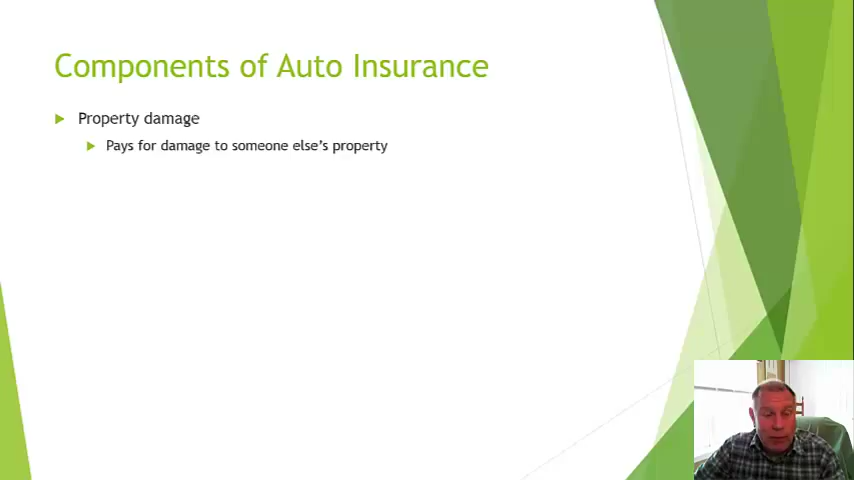 Components of Auto Insurance
Property damage
Pays for damage to someone else's property